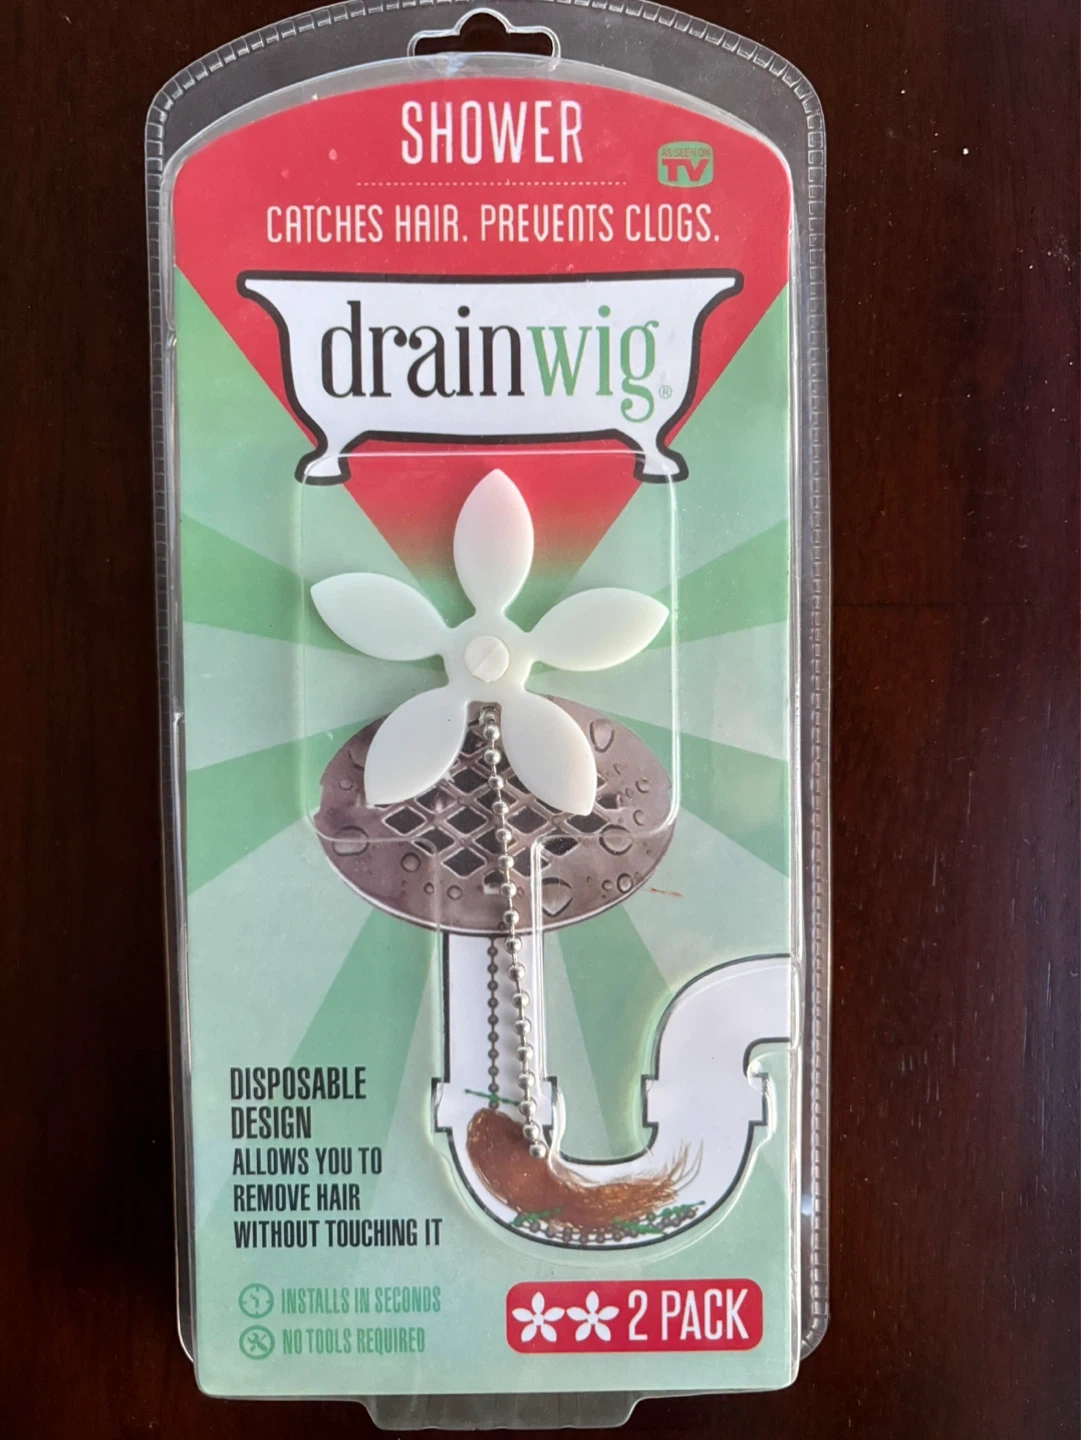 SHOWER
AS SEEN ON
TV
CATCHES HAIR. PREVENTS CLOGS.
drainwig®
DISPOSABLE
DESIGN
ALLOWS YOU TO
REMOVE HAIR
WITHOUT TOUCHING IT
INSTALLS IN SECONDS
NO TOOLS REQUIRED
2 PACK